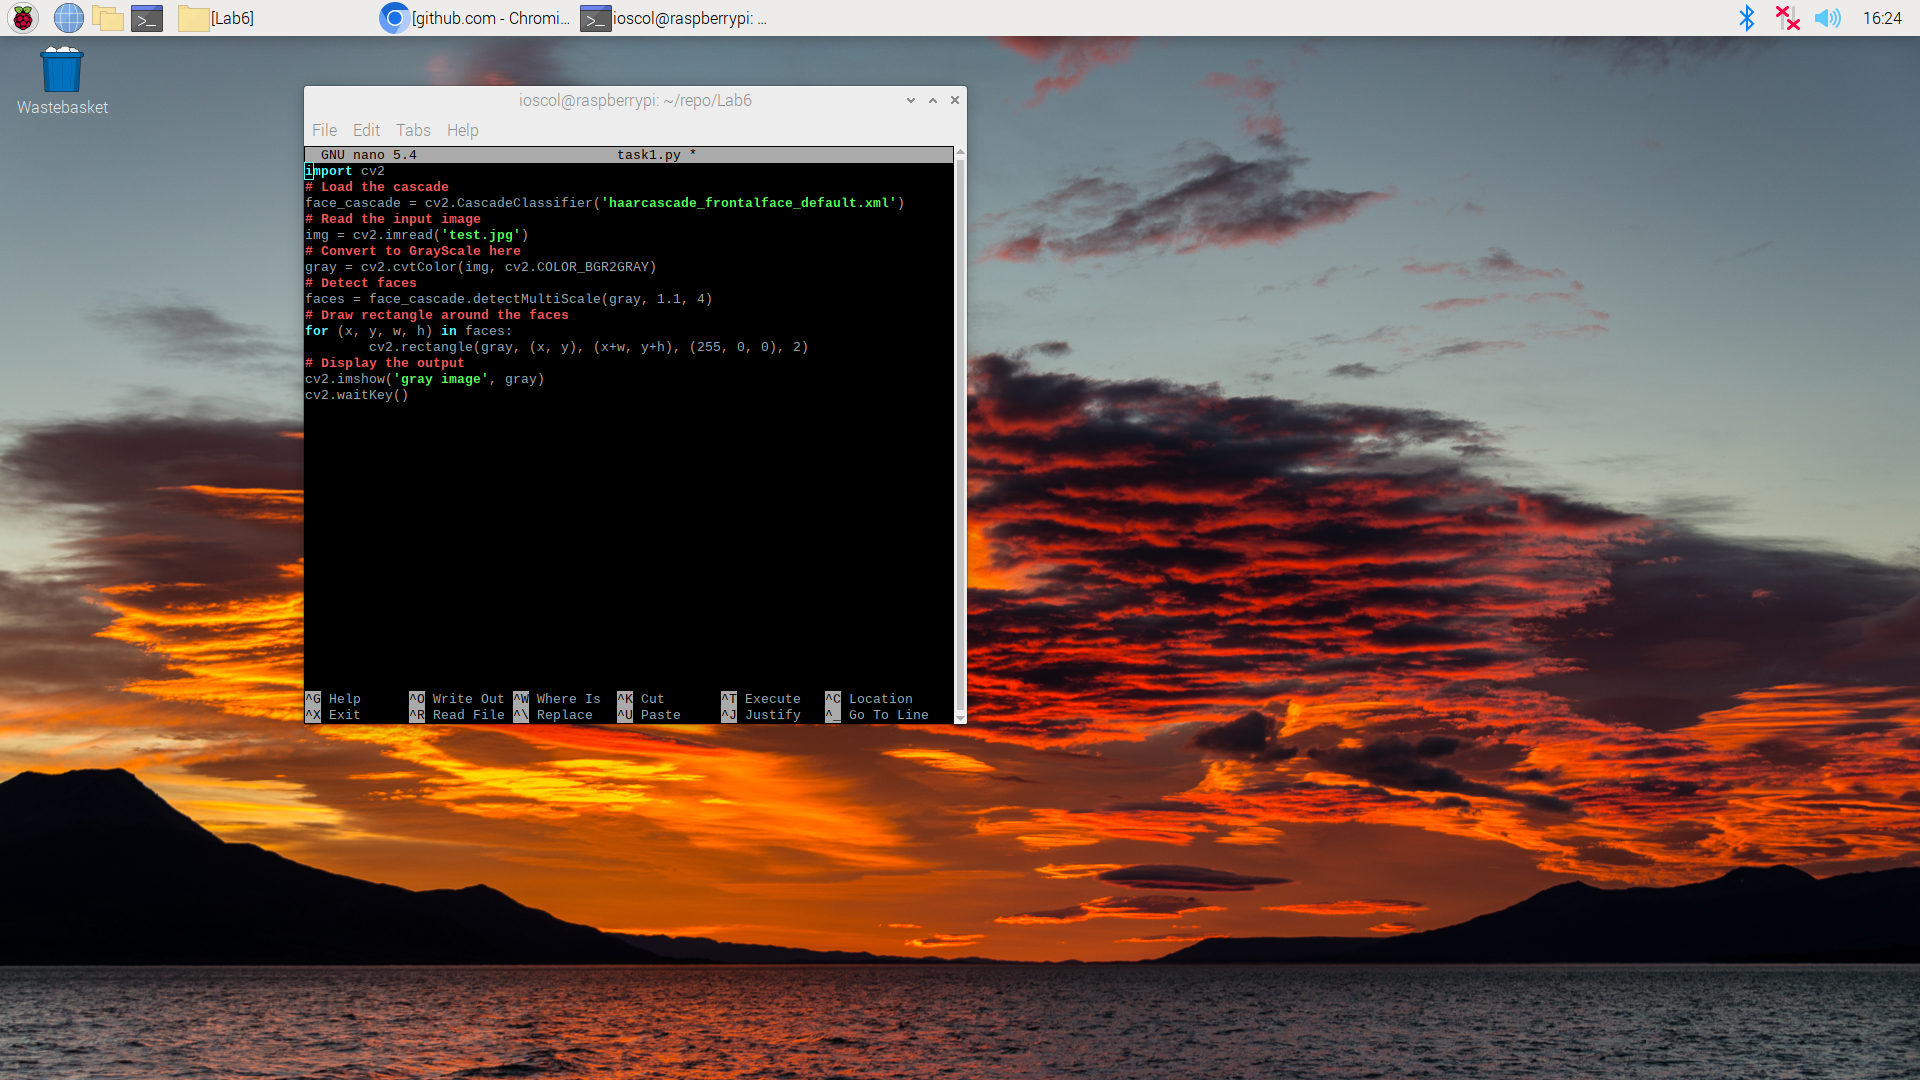 [Lab6]
[github.com - Chromi...
ioscol@raspberrypi: ...
16:24
Wastebasket
ioscol@raspberrypi: ~/repo/Lab6
File Edit Tabs Help
GNU nano 5.4 task1.py *
import cv2
# Load the cascade
face_cascade = cv2.CascadeClassifier('haarcascade_frontalface_default.xml')
# Read the input image
img = cv2.imread('test.jpg')
# Convert to GrayScale here
gray = cv2.cvtColor(img, cv2.COLOR_BGR2GRAY)
# Detect faces
faces = face_cascade.detectMultiScale(gray, 1.1, 4)
# Draw rectangle around the faces
for (x, y, w, h) in faces:
        cv2.rectangle(gray, (x, y), (x+w, y+h), (255, 0, 0), 2)
# Display the output
cv2.imshow('gray image', gray)
cv2.waitKey()
^G Help ^O Write Out ^W Where Is ^K Cut ^T Execute ^C Location
^X Exit ^R Read File ^\ Replace ^U Paste ^J Justify ^_ Go To Line